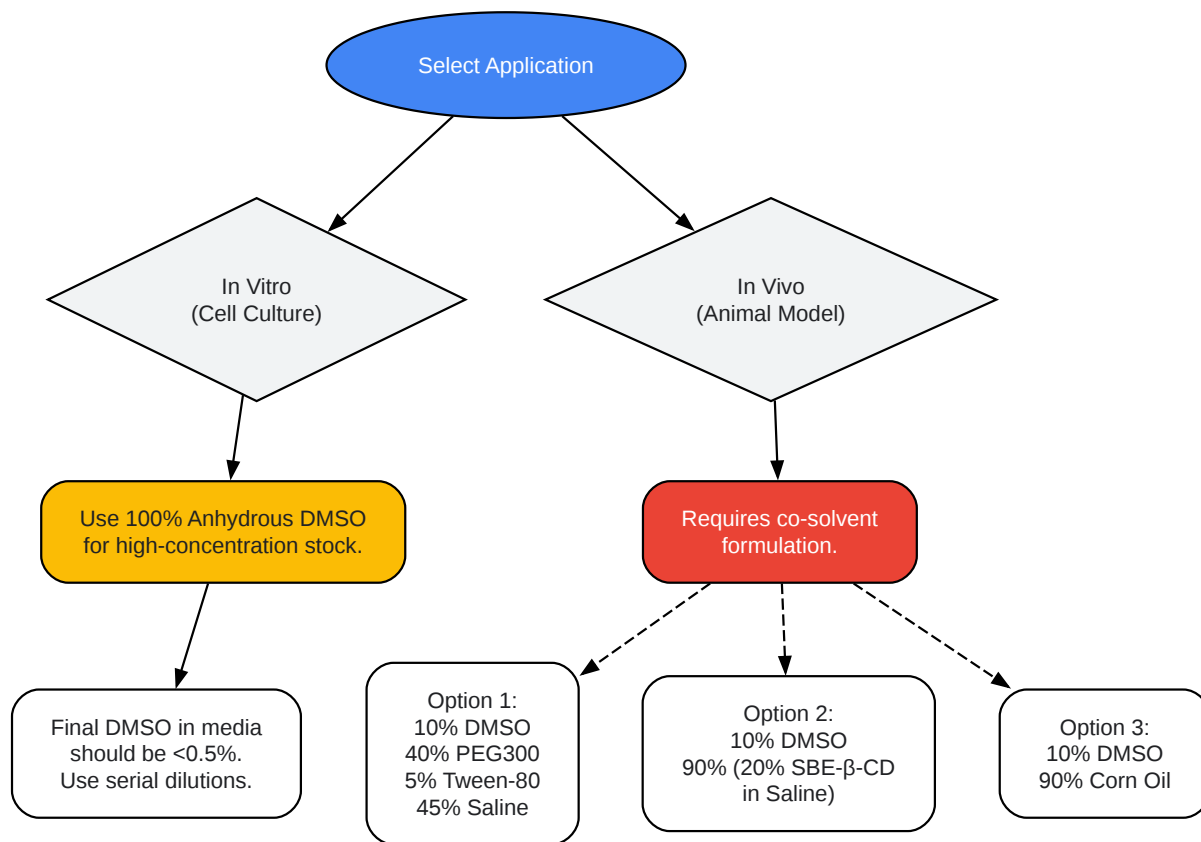 Select Application
In Vitro
(Cell Culture)
In Vivo
(Animal Model)
Use 100% Anhydrous DMSO
for high-concentration stock.
Requires co-solvent
formulation.
Final DMSO in media
should be <0.5%.
Use serial dilutions.
Option 1:
10% DMSO
40% PEG300
5% Tween-80
45% Saline
Option 2:
10% DMSO
90% (20% SBE-β-CD
in Saline)
Option 3:
10% DMSO
90% Corn Oil